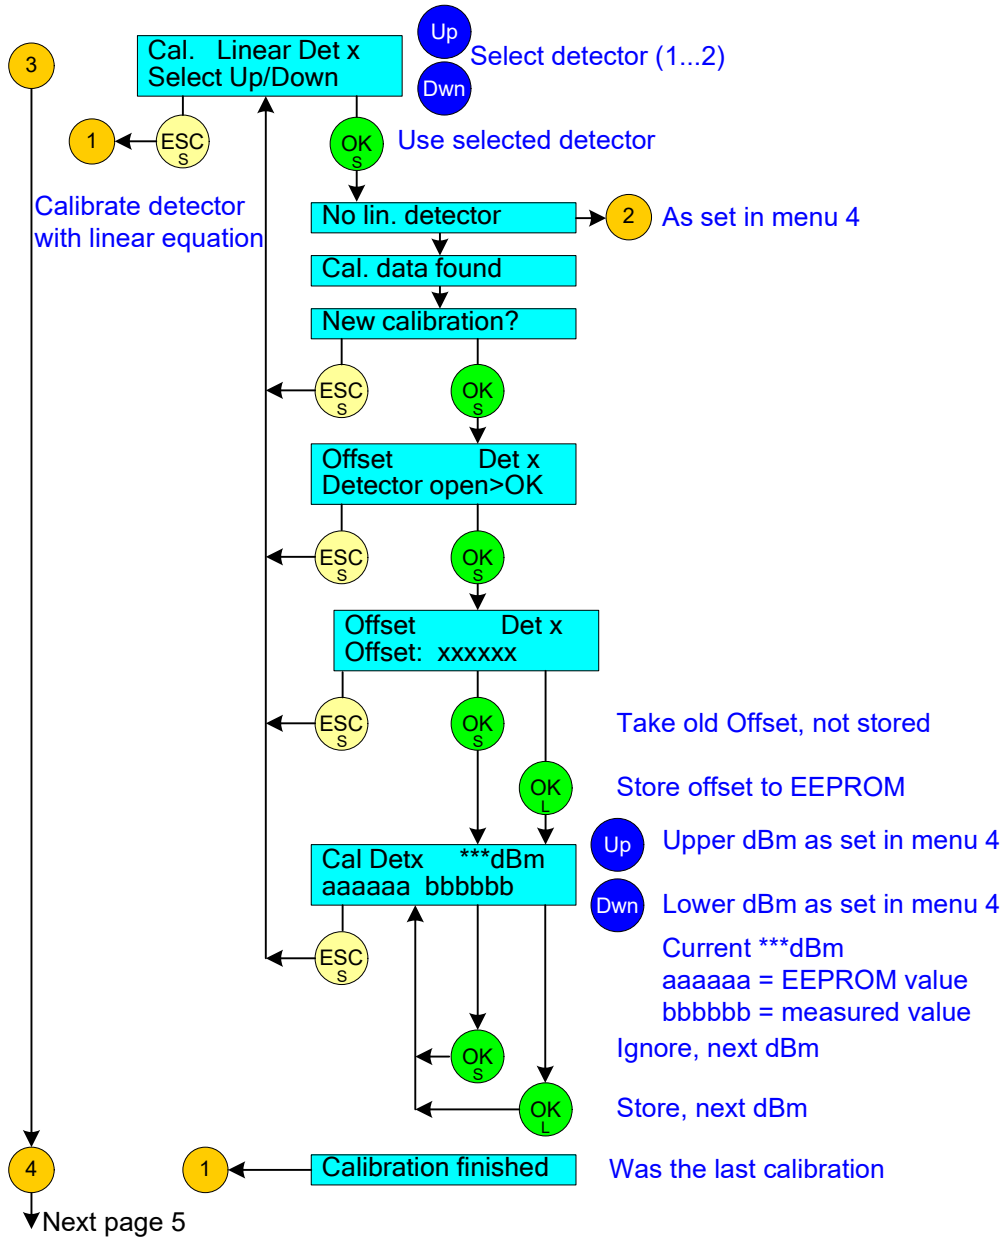 3
Cal. Linear Det x
Select Up/Down
Up
Dwn
Select detector (1...2)
1
ESC
S
OK
S
Use selected detector
Calibrate detector
with linear equation
No lin. detector
2
As set in menu 4
Cal. data found
New calibration?
ESC
S
OK
S
Offset Det x
Detector open>OK
ESC
S
OK
S
Offset Det x
Offset: xxxxxx
ESC
S
OK
S
Take old Offset, not stored
OK
L
Store offset to EEPROM
Cal Detx ***dBm
aaaaaa bbbbbb
Up
Upper dBm as set in menu 4
Dwn
Lower dBm as set in menu 4
ESC
S
Current ***dBm
aaaaaa = EEPROM value
bbbbbb = measured value
OK
S
Ignore, next dBm
OK
L
Store, next dBm
4
1
Calibration finished
Was the last calibration
Next page 5